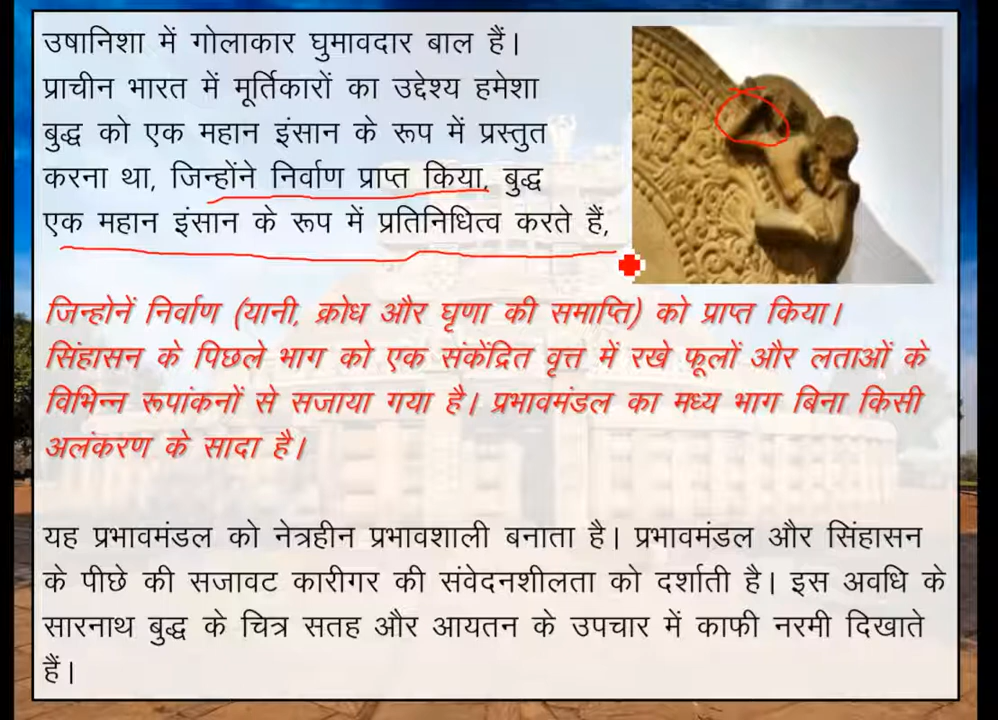 उषानिशा में गोलाकार घुमावदार बाल हैं।
प्राचीन भारत में मूर्तिकारों का उद्देश्य हमेशा
बुद्ध को एक महान इंसान के रूप में प्रस्तुत
करना था, जिन्होंने निर्वाण प्राप्त किया, बुद्ध
एक महान इंसान के रूप में प्रतिनिधित्व करते हैं,
जिन्होनें निर्वाण (यानी, क्रोध और घृणा की समाप्ति) को प्राप्त किया।
सिंहासन के पिछले भाग को एक संकेंद्रित वृत्त में रखे फूलों और लताओं के
विभिन्न रूपांकनों से सजाया गया है। प्रभावमंडल का मध्य भाग बिना किसी
अलंकरण के सादा है।
यह प्रभावमंडल को नेत्रहीन प्रभावशाली बनाता है। प्रभावमंडल और सिंहासन
के पीछे की सजावट कारीगर की संवेदनशीलता को दर्शाती है। इस अवधि के
सारनाथ बुद्ध के चित्र सतह और आयतन के उपचार में काफी नरमी दिखाते
हैं।